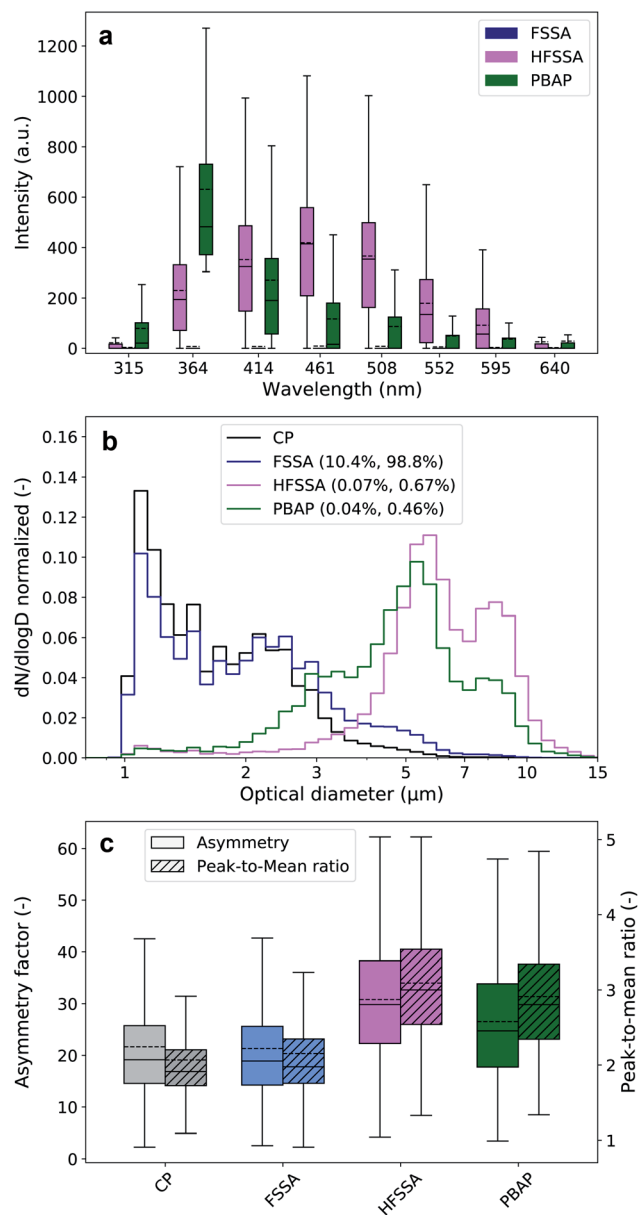 a
FSSA
HFSSA
PBAP
Intensity (a.u.)
1200
1000
800
600
400
200
0
315 364 414 461 508 552 595 640
Wavelength (nm)
b
CP
FSSA (10.4%, 98.8%)
HFSSA (0.07%, 0.67%)
PBAP (0.04%, 0.46%)
dN/dlogD normalized (-)
0.16
0.14
0.12
0.10
0.08
0.06
0.04
0.02
0.00
1 2 3 5 7 10 15
Optical diameter (μm)
c
Asymmetry
Peak-to-Mean ratio
Asymmetry factor (-)
60
50
40
30
20
10
0
5
4
3
2
1
Peak-to-mean ratio (-)
CP FSSA HFSSA PBAP